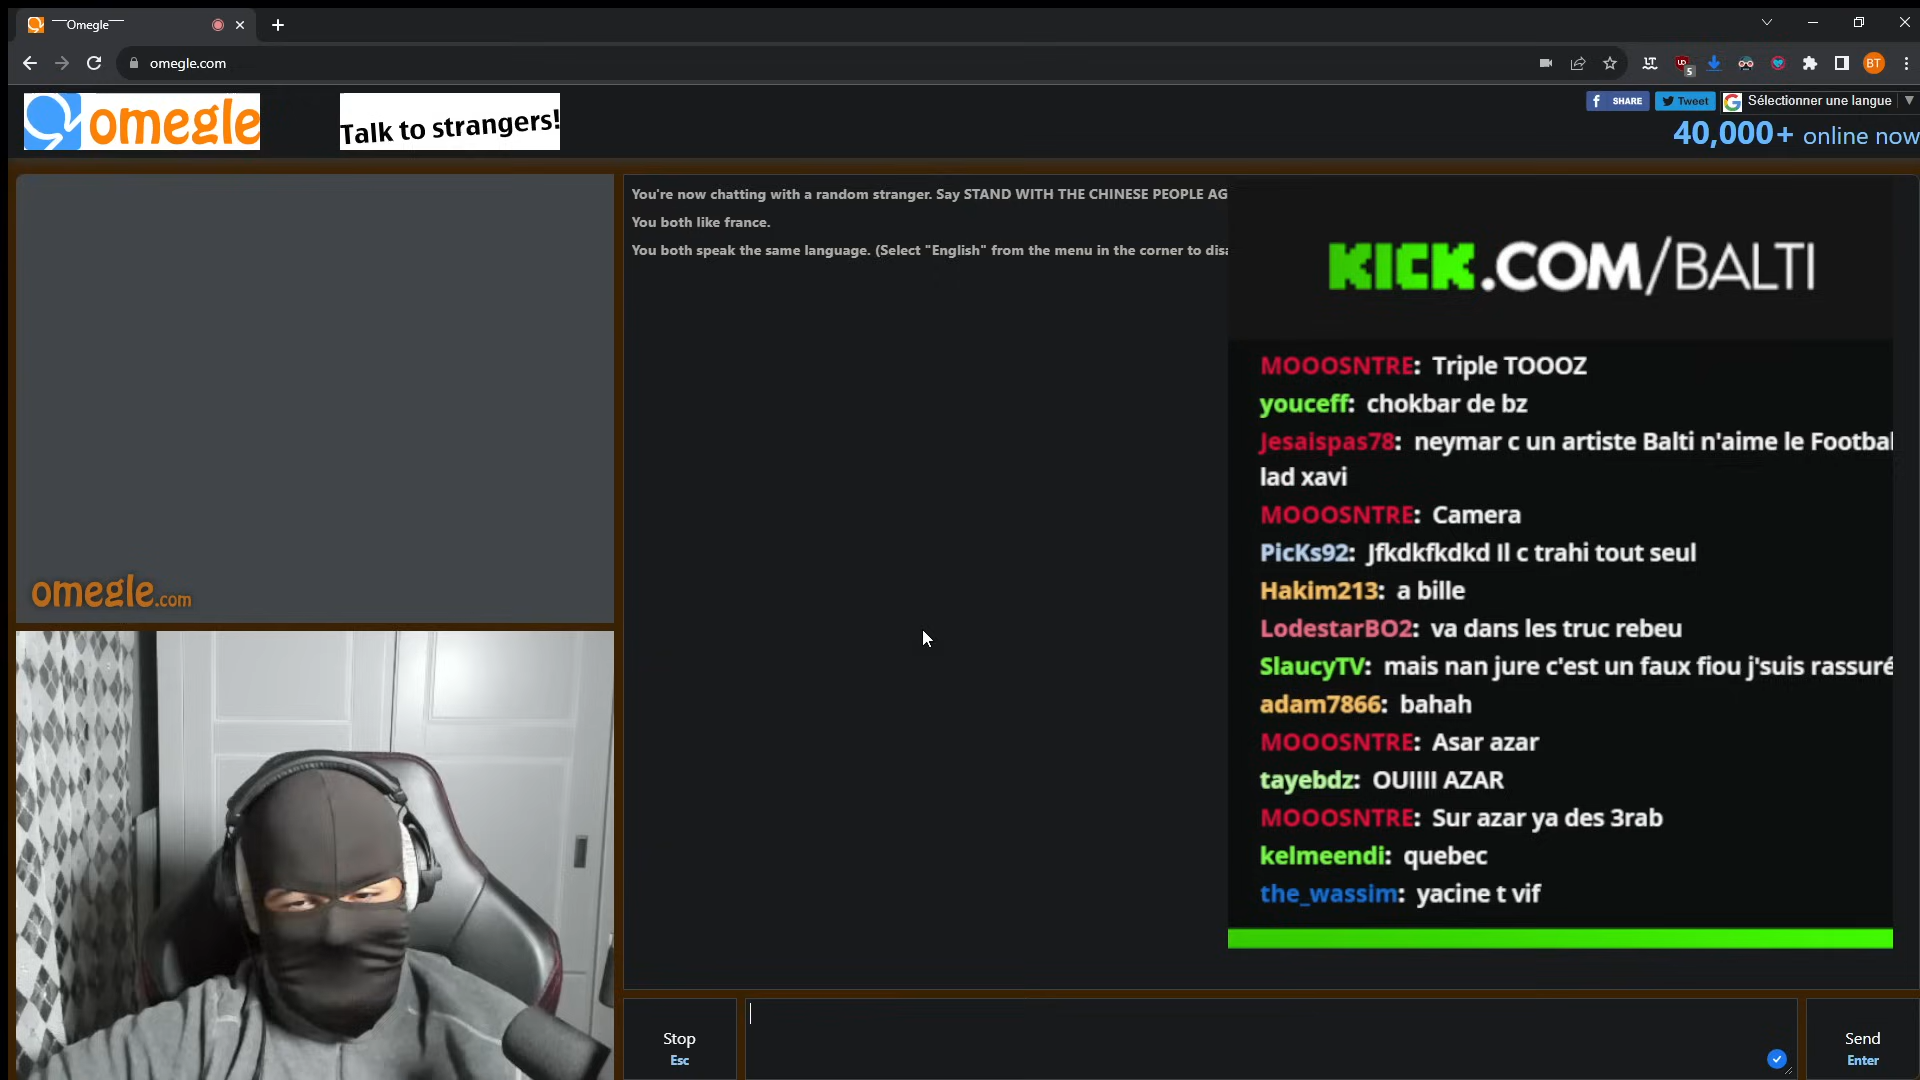 Omegle
omegle.com
5
BT
omegle
Talk to strangers!
f SHARE
Tweet
G Sélectionner une langue
40,000+ online now
You're now chatting with a random stranger. Say STAND WITH THE CHINESE PEOPLE AG
You both like france.
You both speak the same language. (Select "English" from the menu in the corner to disa
omegle.com
KICK.COM/BALTI
MOOOSNTRE: Triple TOOOZ
youceff: chokbar de bz
Jesaispas78: neymar c un artiste Balti n'aime le Footbal
lad xavi
MOOOSNTRE: Camera
PicKs92: Jfkdkfkdkd Il c trahi tout seul
Hakim213: a bille
LodestarBO2: va dans les truc rebeu
SlaucyTV: mais nan jure c'est un faux fiou j'suis rassuré
adam7866: bahah
MOOOSNTRE: Asar azar
tayebdz: OUIIII AZAR
MOOOSNTRE: Sur azar ya des 3rab
kelmeendi: quebec
the_wassim: yacine t vif
Stop
Esc
Send
Enter